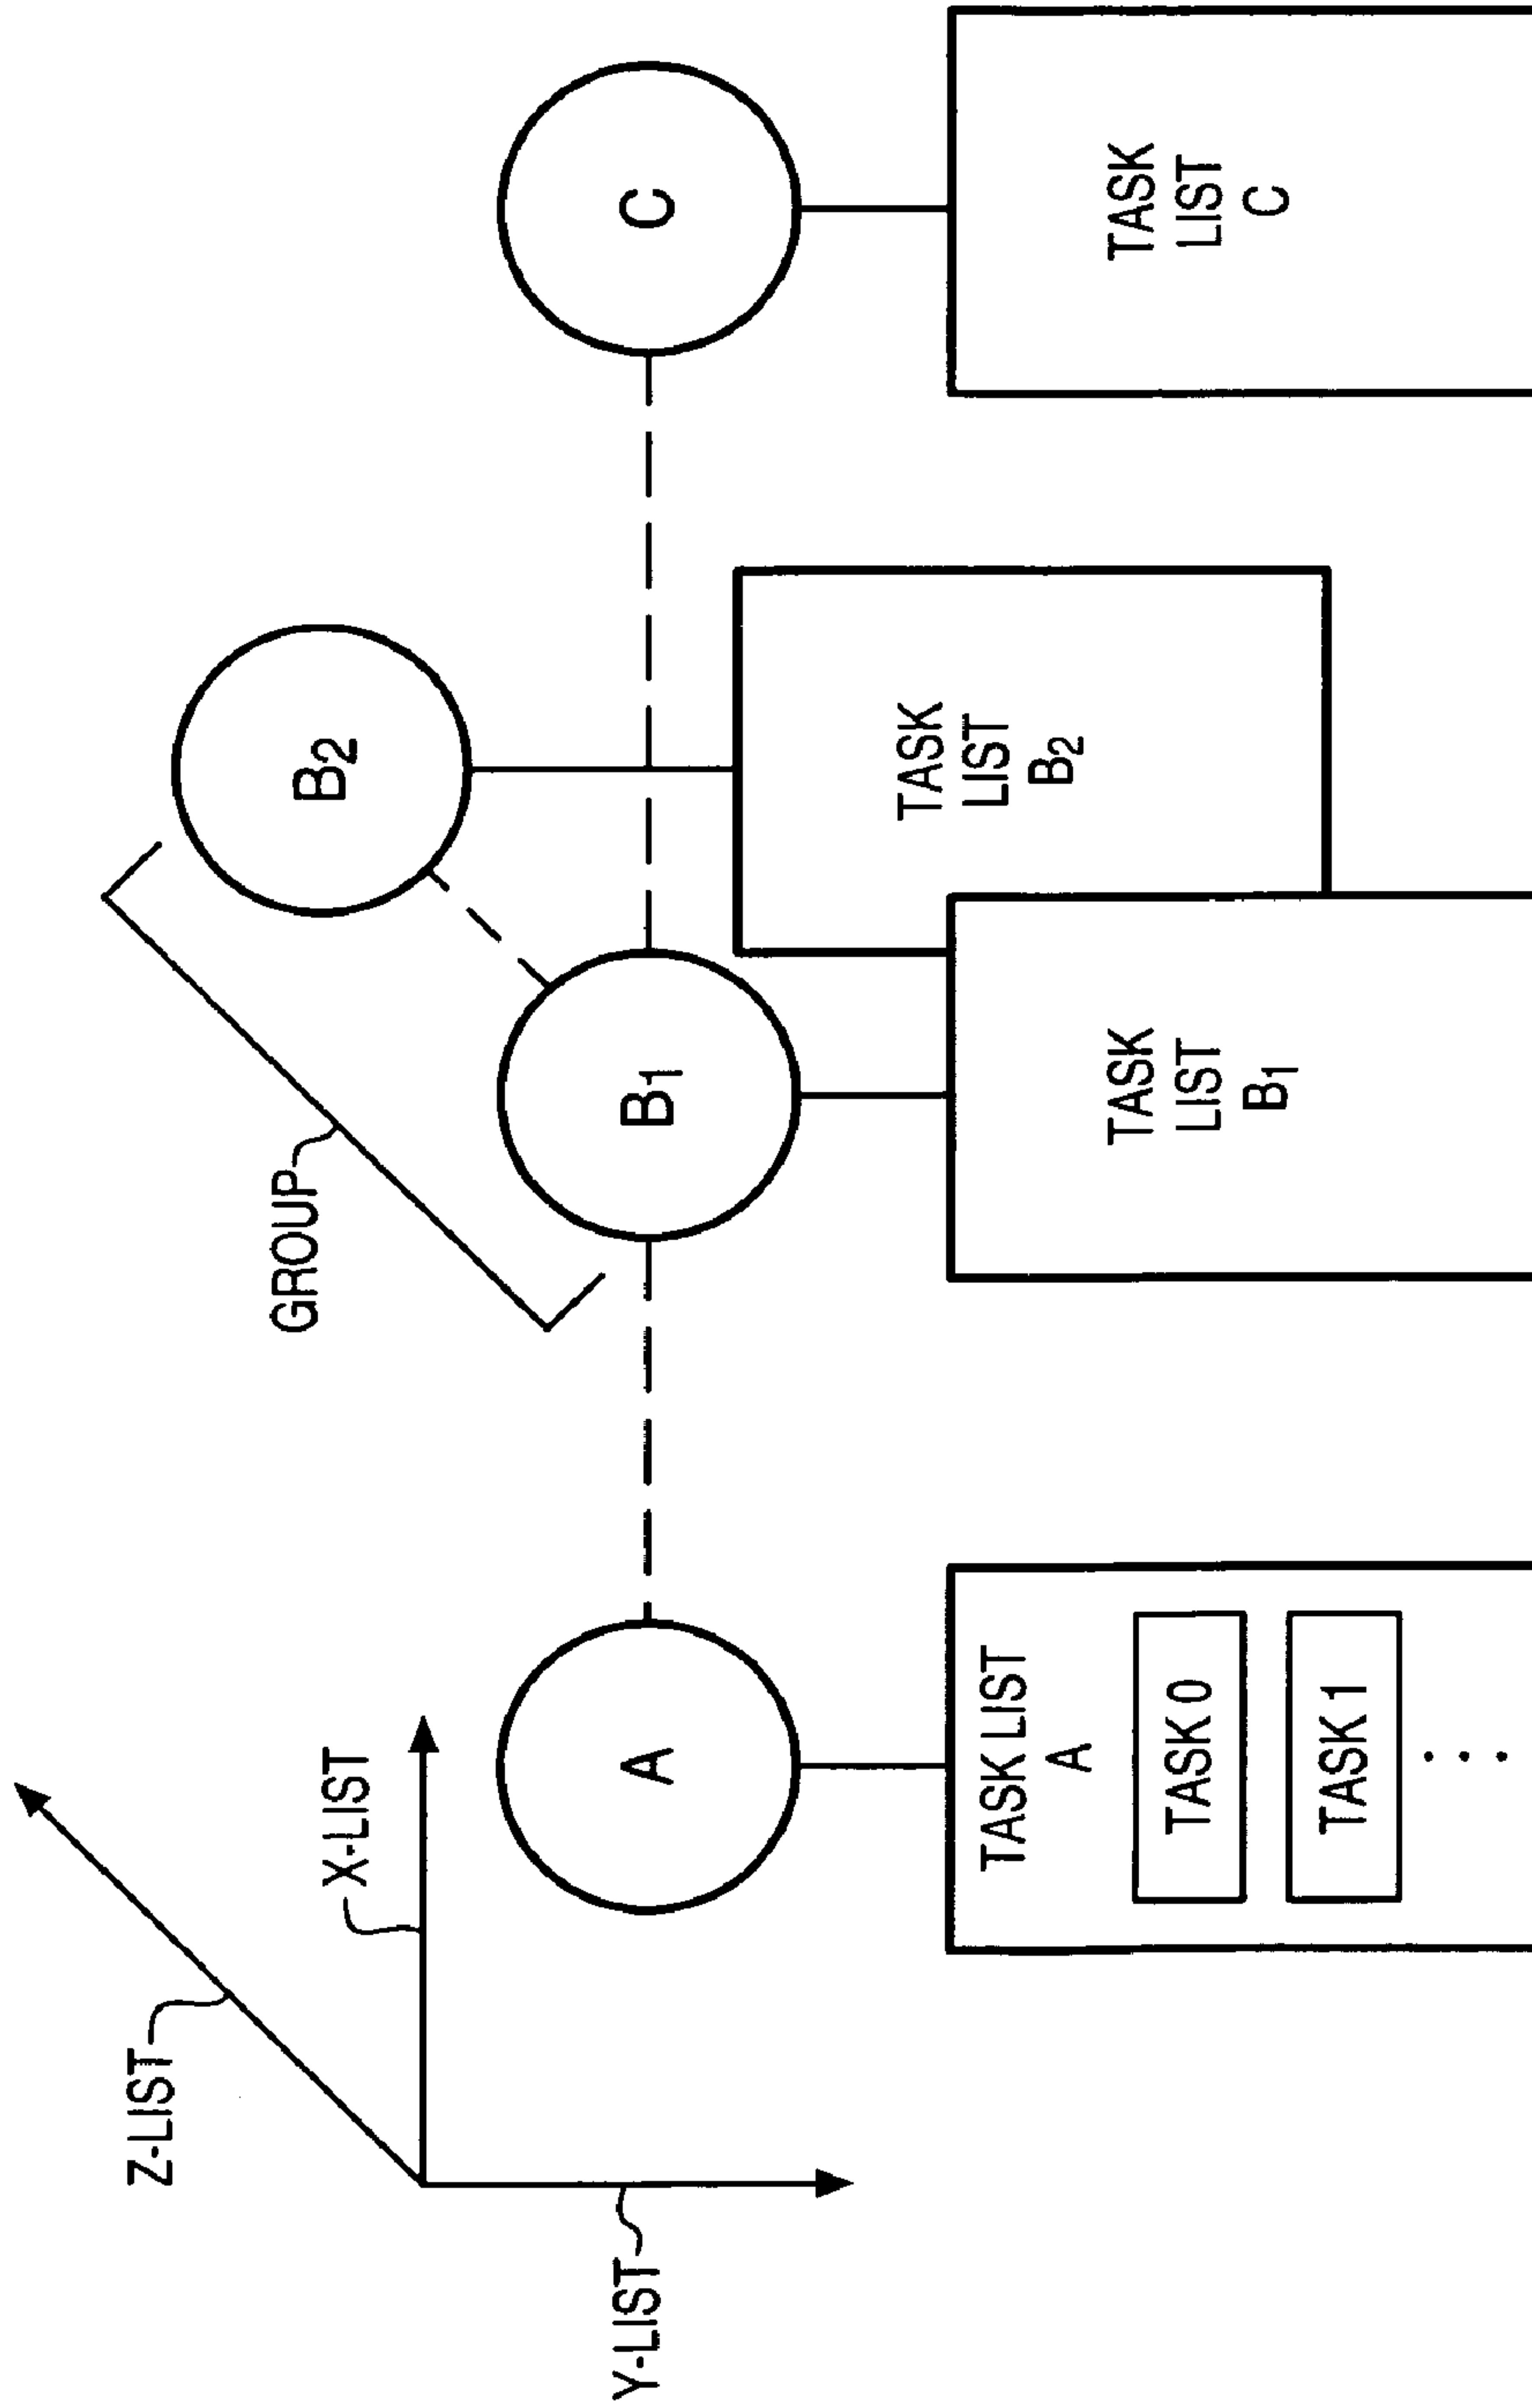 Z-LIST
X-LIST
Y-LIST
GROUP
A
B1
B2
C
TASK LIST
A
TASK 0
TASK 1
TASK
LIST
B1
TASK
LIST
B2
TASK
LIST
C